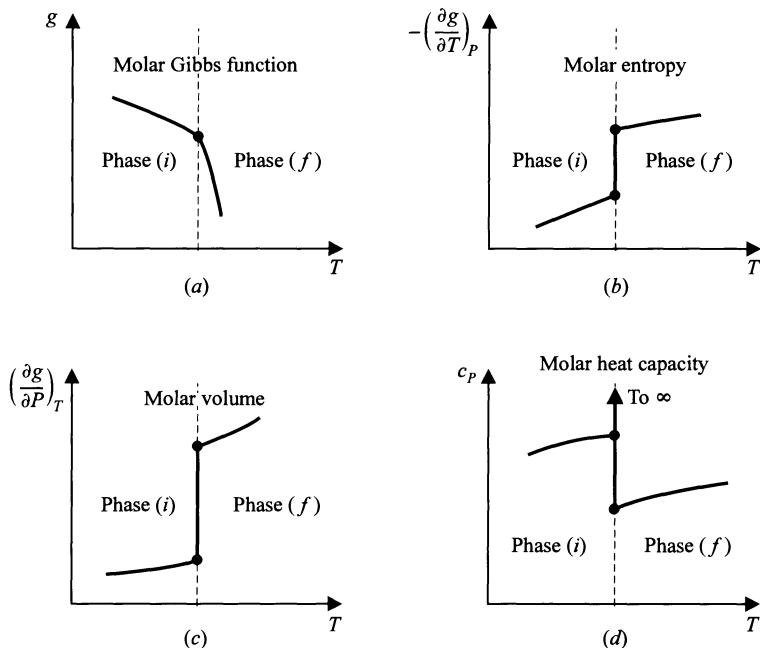 g
Molar Gibbs function
Phase (i)
Phase (f)
T
(a)
−(∂g/∂T)_P
Molar entropy
Phase (i)
Phase (f)
T
(b)
(∂g/∂P)_T
Molar volume
Phase (i)
Phase (f)
T
(c)
Molar heat capacity
c_P
To ∞
Phase (i)
Phase (f)
T
(d)